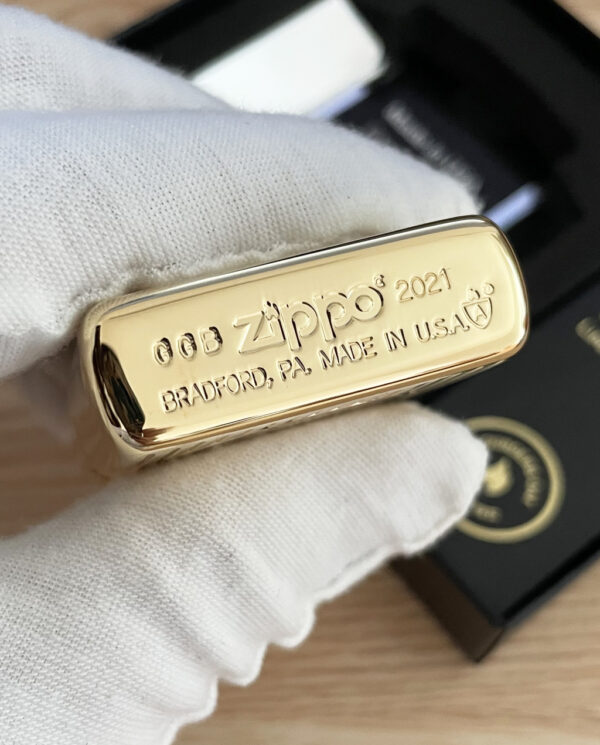 GGB zippo® 2021
BRADFORD, PA. MADE IN U.S.A. A